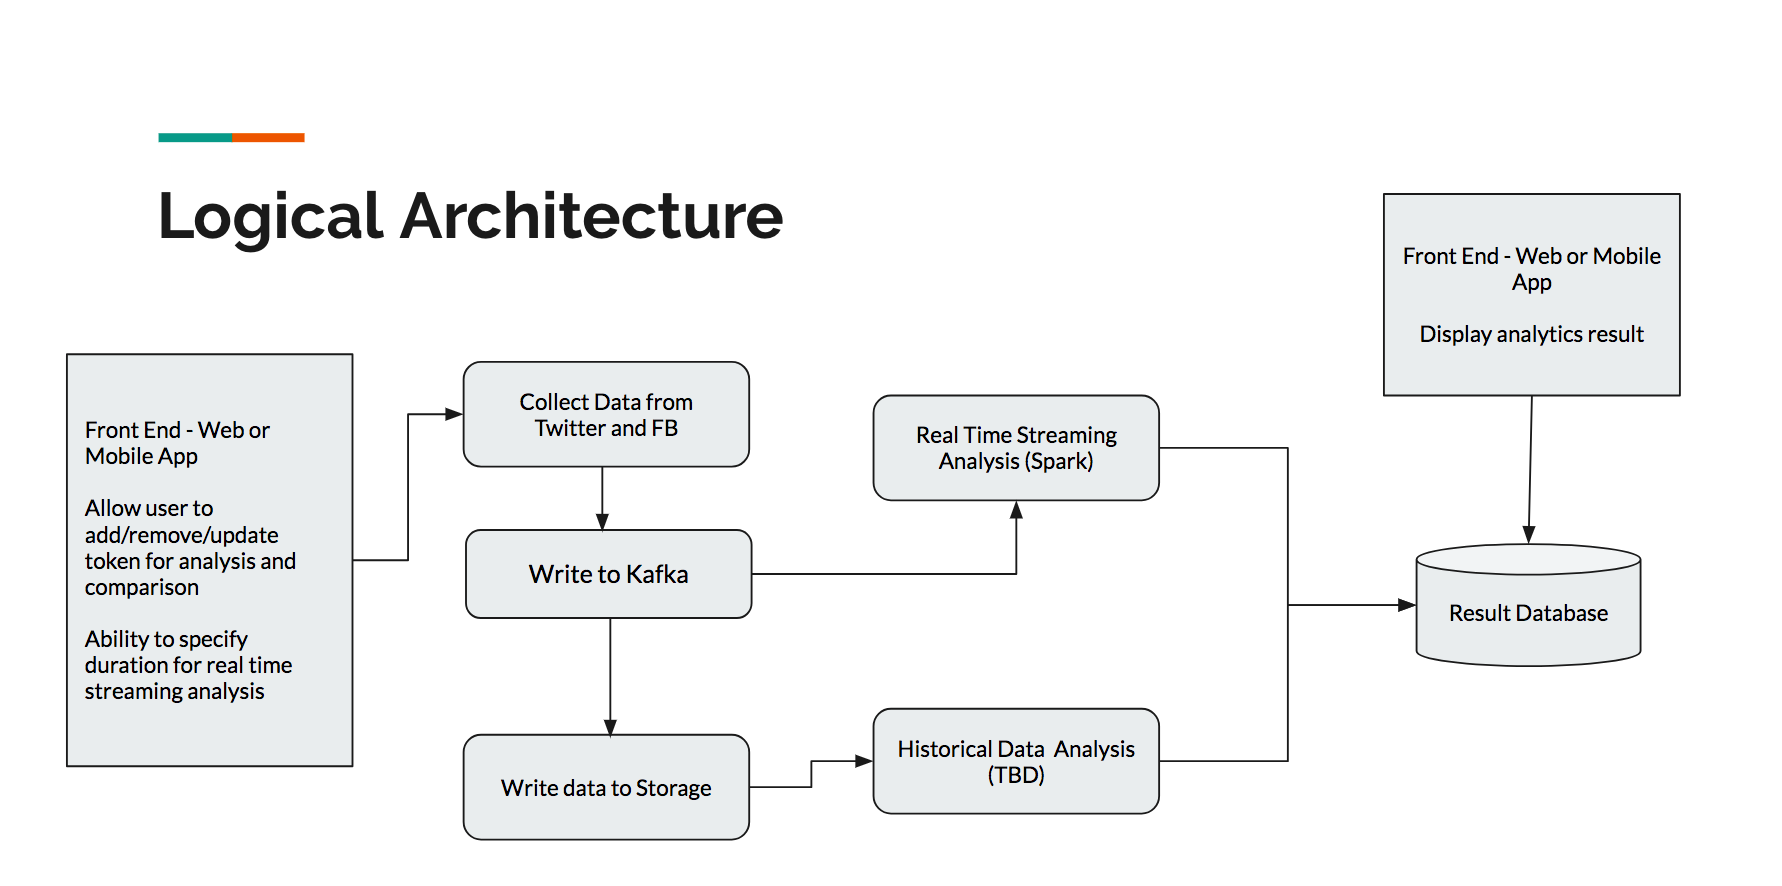 Logical Architecture
Front End - Web or
Mobile App
Allow user to
add/remove/update
token for analysis and
comparison
Ability to specify
duration for real time
streaming analysis
Collect Data from
Twitter and FB
Write to Kafka
Write data to Storage
Real Time Streaming
Analysis (Spark)
Historical Data Analysis
(TBD)
Front End - Web or Mobile
App
Display analytics result
Result Database